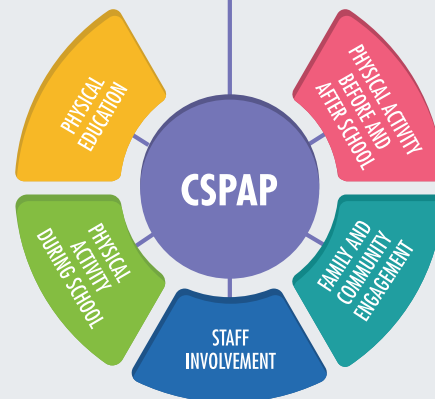 PHYSICAL
EDUCATION
PHYSICAL ACTIVITY
BEFORE AND
AFTER SCHOOL
CSPAP
PHYSICAL
ACTIVITY
DURING SCHOOL
FAMILY AND
COMMUNITY
ENGAGEMENT
STAFF
INVOLVEMENT